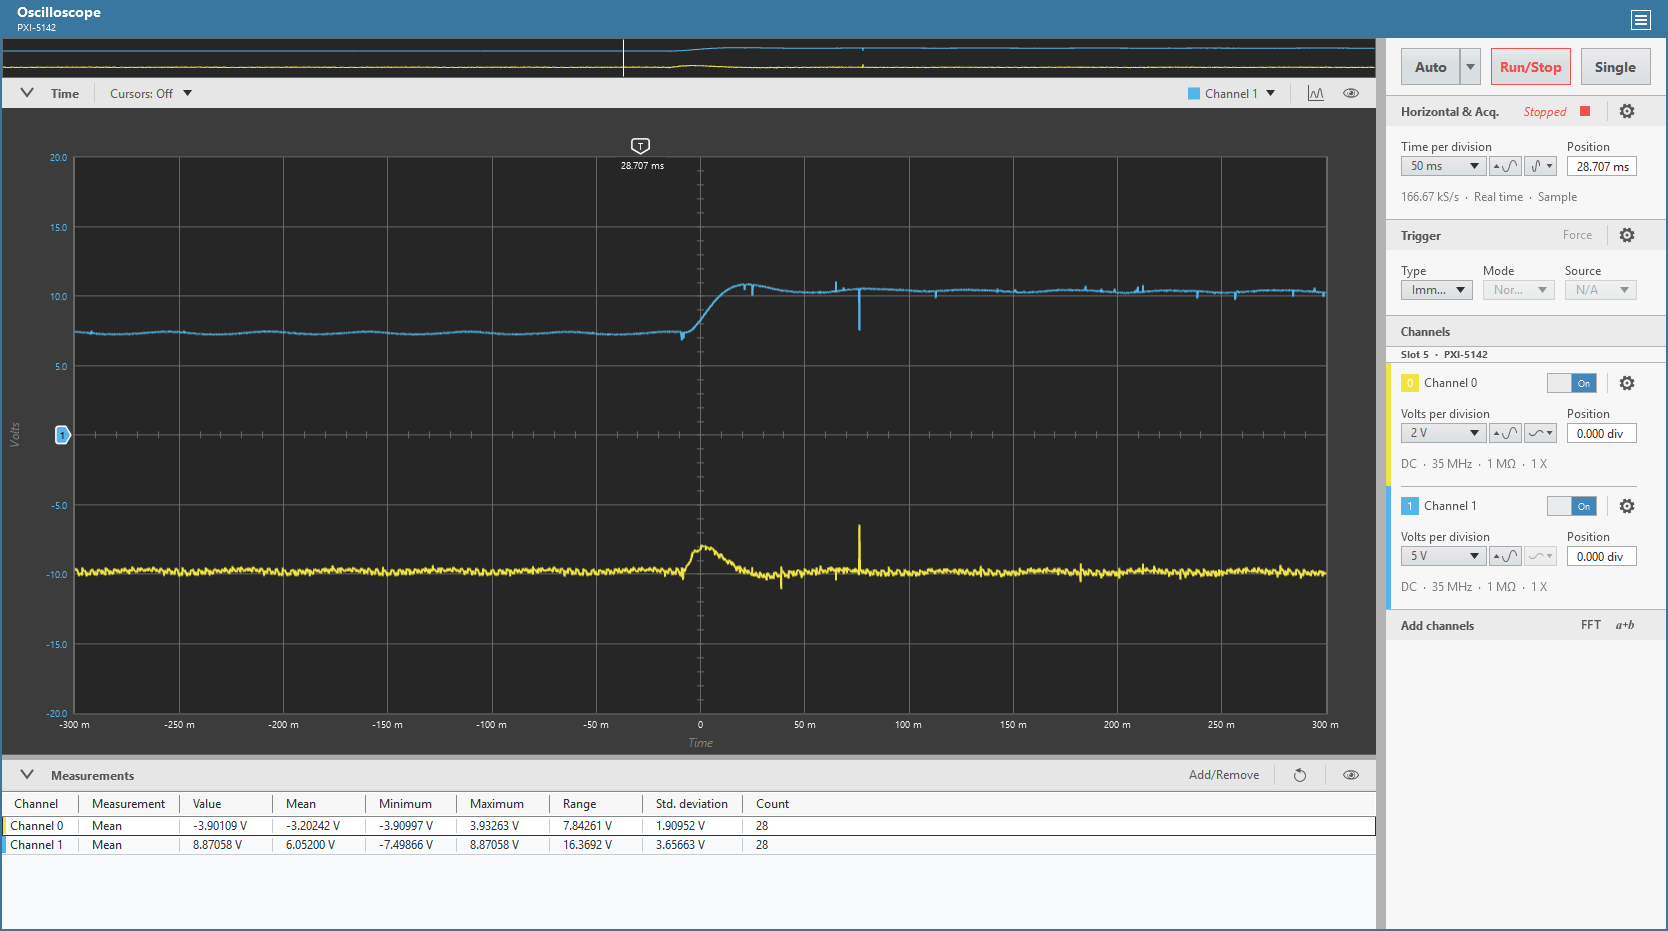 Oscilloscope
PXI-5142
Auto
Run/Stop
Single
Time
Cursors: Off
Channel 1
T
28.707 ms
20.0
15.0
10.0
5.0
1
-5.0
-10.0
-15.0
-20.0
Volts
-300 m
-250 m
-200 m
-150 m
-100 m
-50 m
0
50 m
100 m
150 m
200 m
250 m
300 m
Time
Horizontal & Acq.
Stopped
Time per division
Position
50 ms
28.707 ms
166.67 kS/s · Real time · Sample
Trigger
Force
Type
Mode
Source
Imm...
Nor...
N/A
Channels
Slot 5 · PXI-5142
0
Channel 0
On
Volts per division
Position
2 V
0.000 div
DC · 35 MHz · 1 MΩ · 1 X
1
Channel 1
On
Volts per division
Position
5 V
0.000 div
DC · 35 MHz · 1 MΩ · 1 X
Add channels
FFT
a+b
Measurements
Add/Remove
Channel Measurement Value Mean Minimum Maximum Range Std. deviation Count
Channel 0 Mean -3.90109 V -3.20242 V -3.90997 V 3.93263 V 7.84261 V 1.90952 V 28
Channel 1 Mean 8.87058 V 6.05200 V -7.49866 V 8.87058 V 16.3692 V 3.65663 V 28